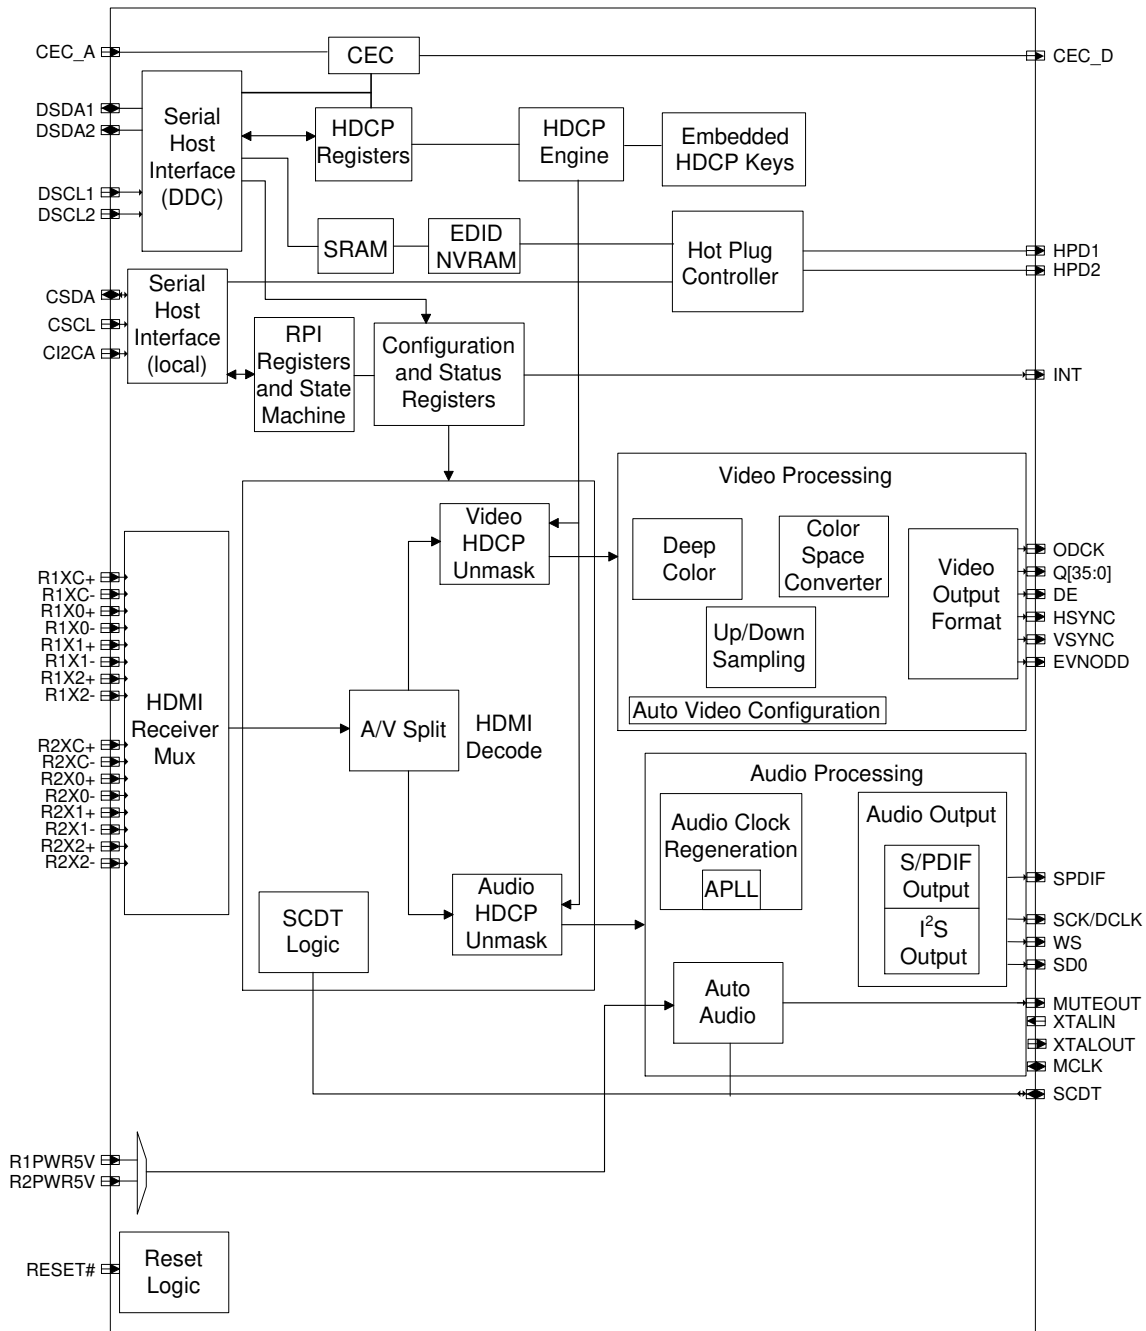 CEC_A
CEC
CEC_D
DSDA1
DSDA2
DSCL1
DSCL2
Serial
Host
Interface
(DDC)
HDCP
Registers
HDCP
Engine
Embedded
HDCP Keys
SRAM
EDID
NVRAM
Hot Plug
Controller
HPD1
HPD2
CSDA
CSCL
CI2CA
Serial
Host
Interface
(local)
RPI
Registers
and State
Machine
Configuration
and Status
Registers
INT
R1XC+
R1XC-
R1X0+
R1X0-
R1X1+
R1X1-
R1X2+
R1X2-
R2XC+
R2XC-
R2X0+
R2X0-
R2X1+
R2X1-
R2X2+
R2X2-
HDMI
Receiver
Mux
Video
HDCP
Unmask
A/V Split
HDMI
Decode
Audio
HDCP
Unmask
SCDT
Logic
Video Processing
Deep
Color
Color
Space
Converter
Up/Down
Sampling
Auto Video Configuration
Video
Output
Format
ODCK
Q[35:0]
DE
HSYNC
VSYNC
EVNODD
Audio Processing
Audio Clock
Regeneration
APLL
Audio Output
S/PDIF
Output
I²S
Output
Auto
Audio
SPDIF
SCK/DCLK
WS
SD0
MUTEOUT
XTALIN
XTALOUT
MCLK
SCDT
R1PWR5V
R2PWR5V
RESET#
Reset
Logic